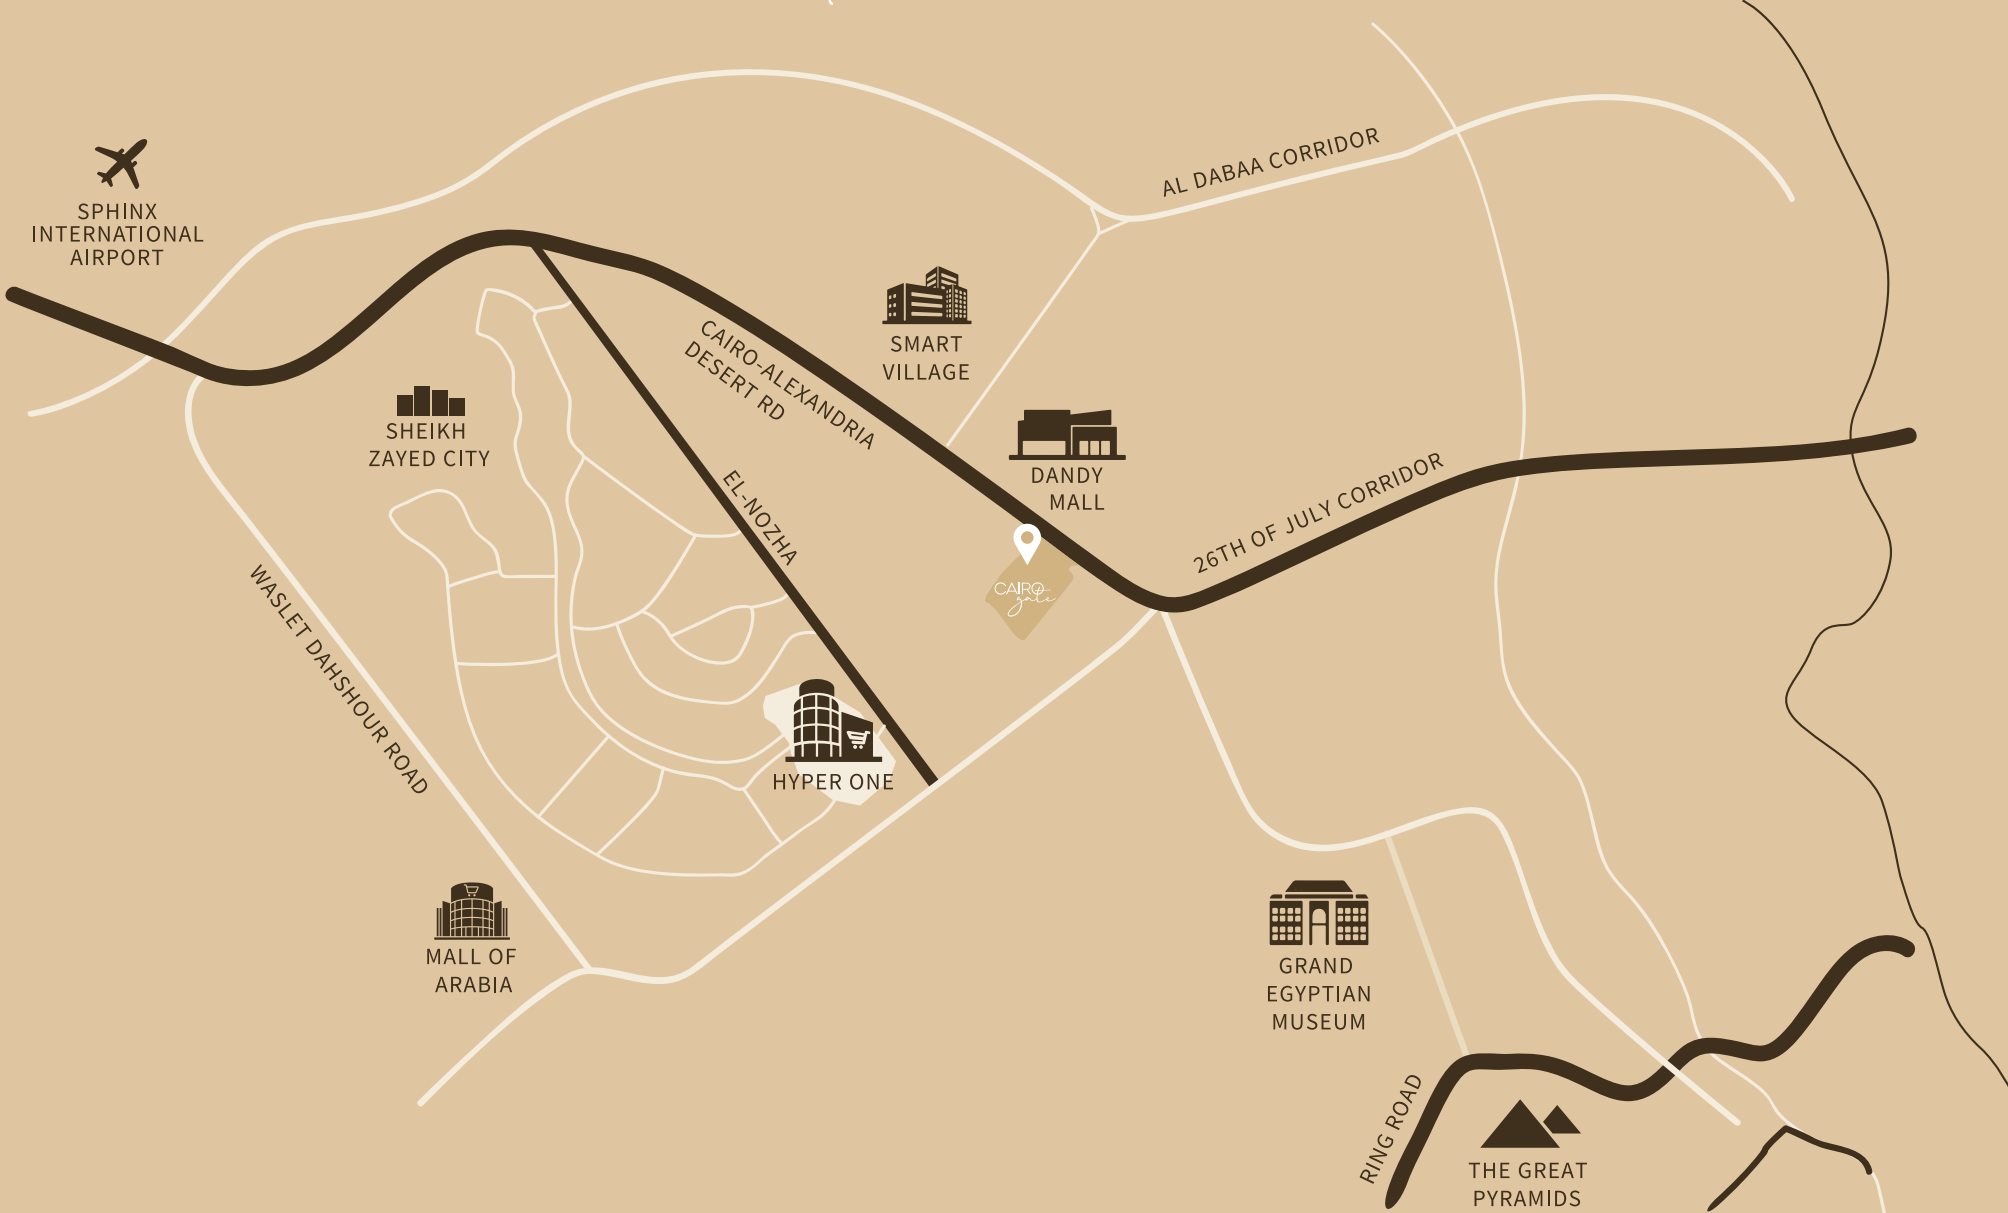 AL DABAA CORRIDOR
SPHINX
INTERNATIONAL
AIRPORT
SMART
VILLAGE
CAIRO-ALEXANDRIA
DESERT RD
SHEIKH
ZAYED CITY
DANDY
MALL
EL-NOZHA
26TH OF JULY CORRIDOR
CAIRO
gate
WASLET DAHSHOUR ROAD
HYPER ONE
MALL OF
ARABIA
GRAND
EGYPTIAN
MUSEUM
RING ROAD
THE GREAT
PYRAMIDS